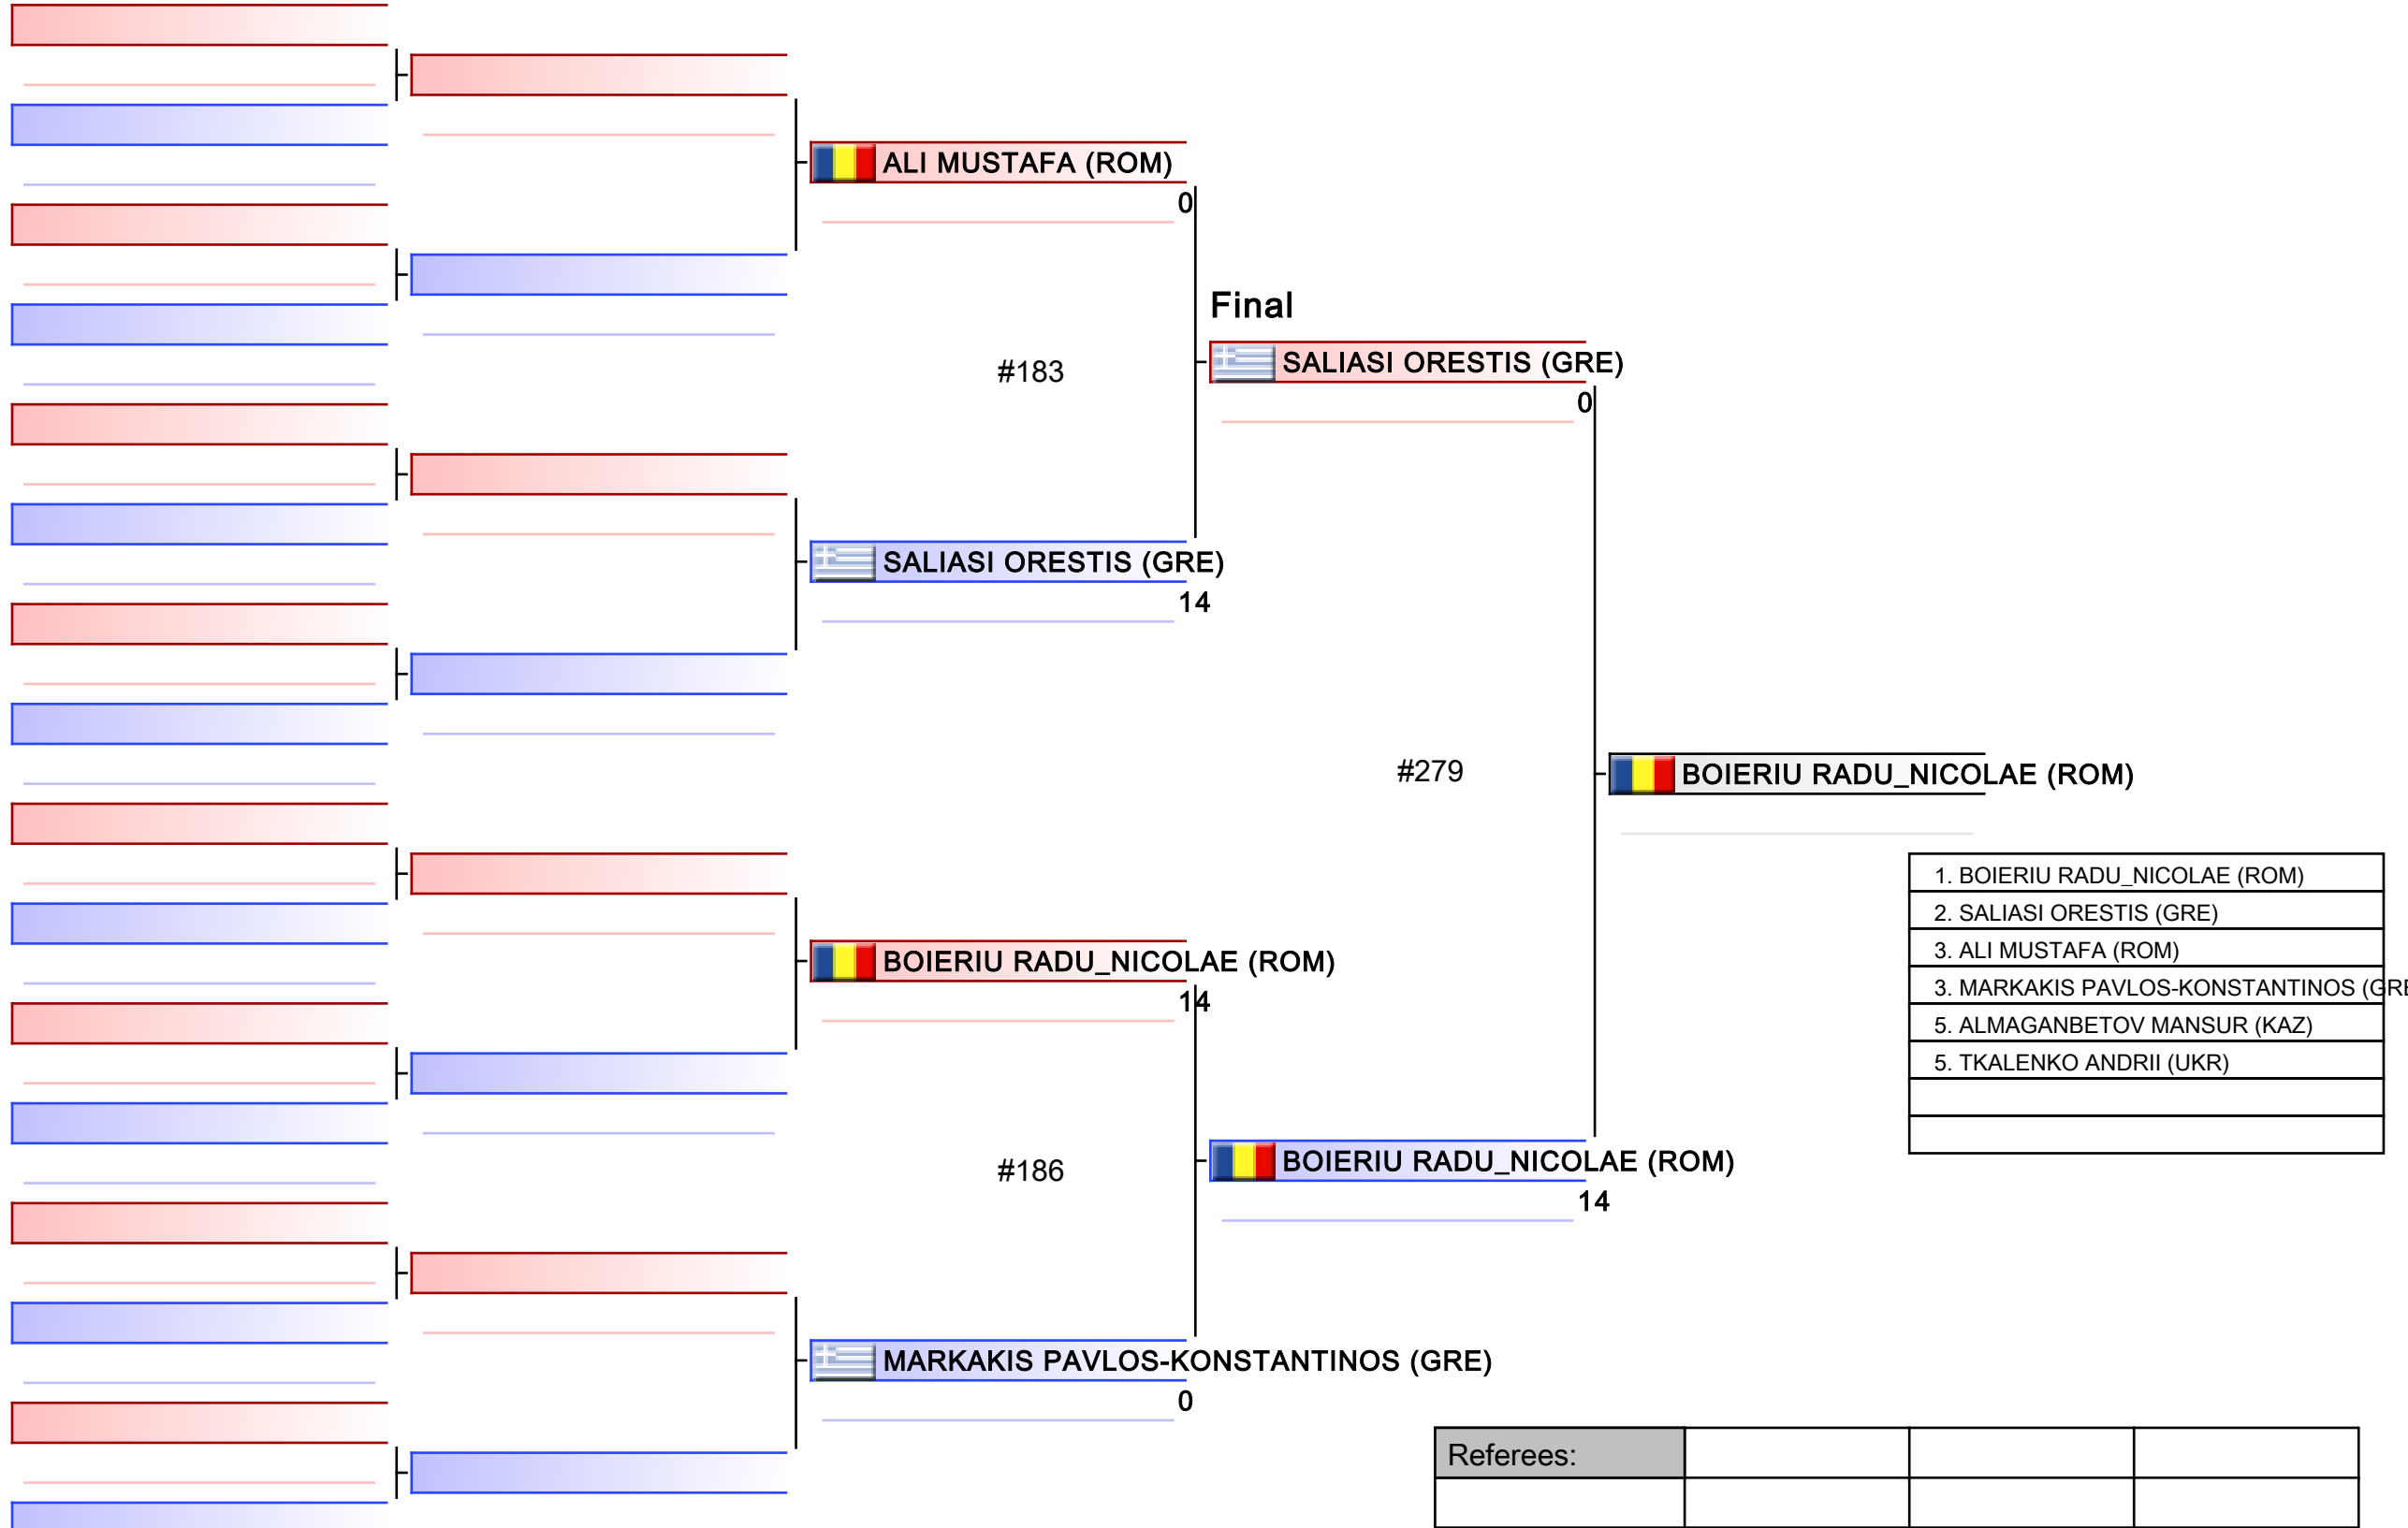 ALI MUSTAFA (ROM)
0
Final
#183
SALIASI ORESTIS (GRE)
0
SALIASI ORESTIS (GRE)
14
#279
BOIERIU RADU_NICOLAE (ROM)
1. BOIERIU RADU_NICOLAE (ROM)
2. SALIASI ORESTIS (GRE)
3. ALI MUSTAFA (ROM)
3. MARKAKIS PAVLOS-KONSTANTINOS (GRE
5. ALMAGANBETOV MANSUR (KAZ)
5. TKALENKO ANDRII (UKR)
BOIERIU RADU_NICOLAE (ROM)
14
#186
BOIERIU RADU_NICOLAE (ROM)
14
MARKAKIS PAVLOS-KONSTANTINOS (GRE)
0
Referees: